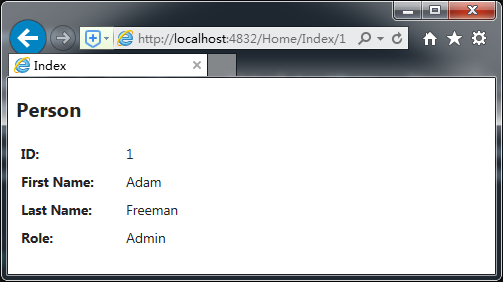 http://localhost:4832/Home/Index/1
Index
Person
ID: 1
First Name: Adam
Last Name: Freeman
Role: Admin